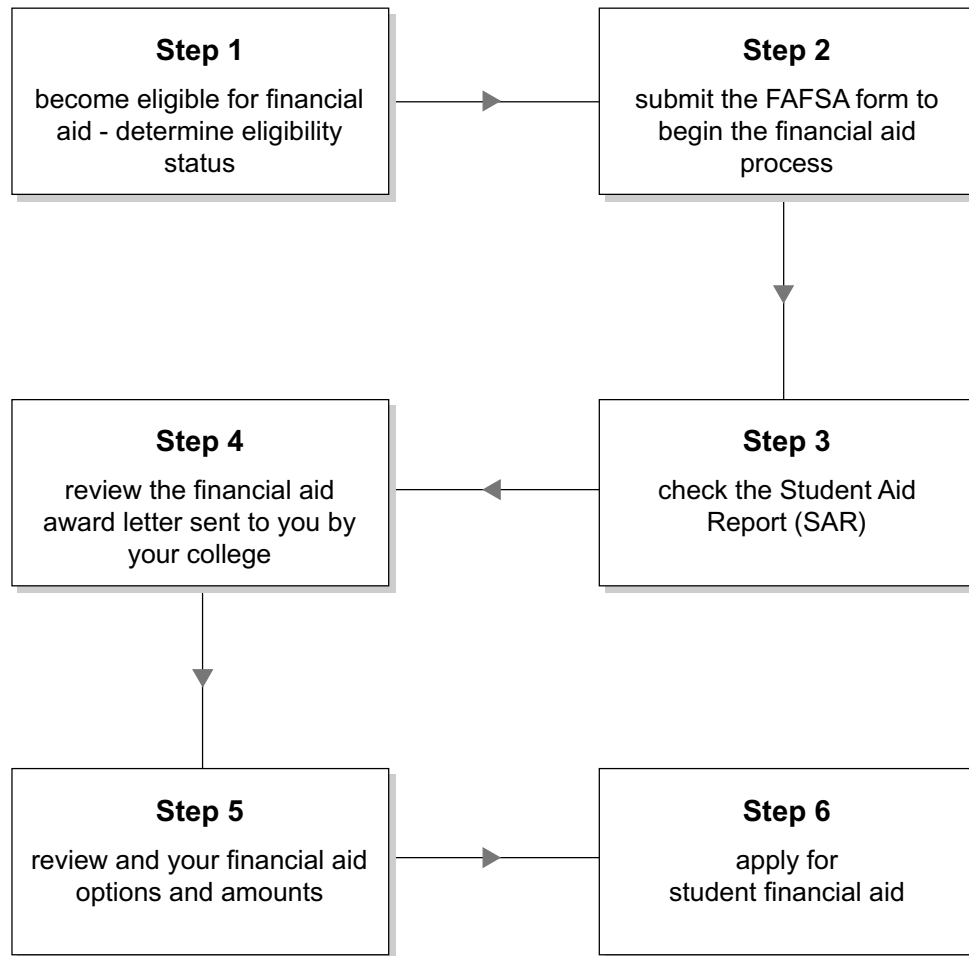 Step 1
become eligible for financial
aid - determine eligibility
status
Step 2
submit the FAFSA form to
begin the financial aid
process
Step 3
check the Student Aid
Report (SAR)
Step 4
review the financial aid
award letter sent to you by
your college
Step 5
review and your financial aid
options and amounts
Step 6
apply for
student financial aid